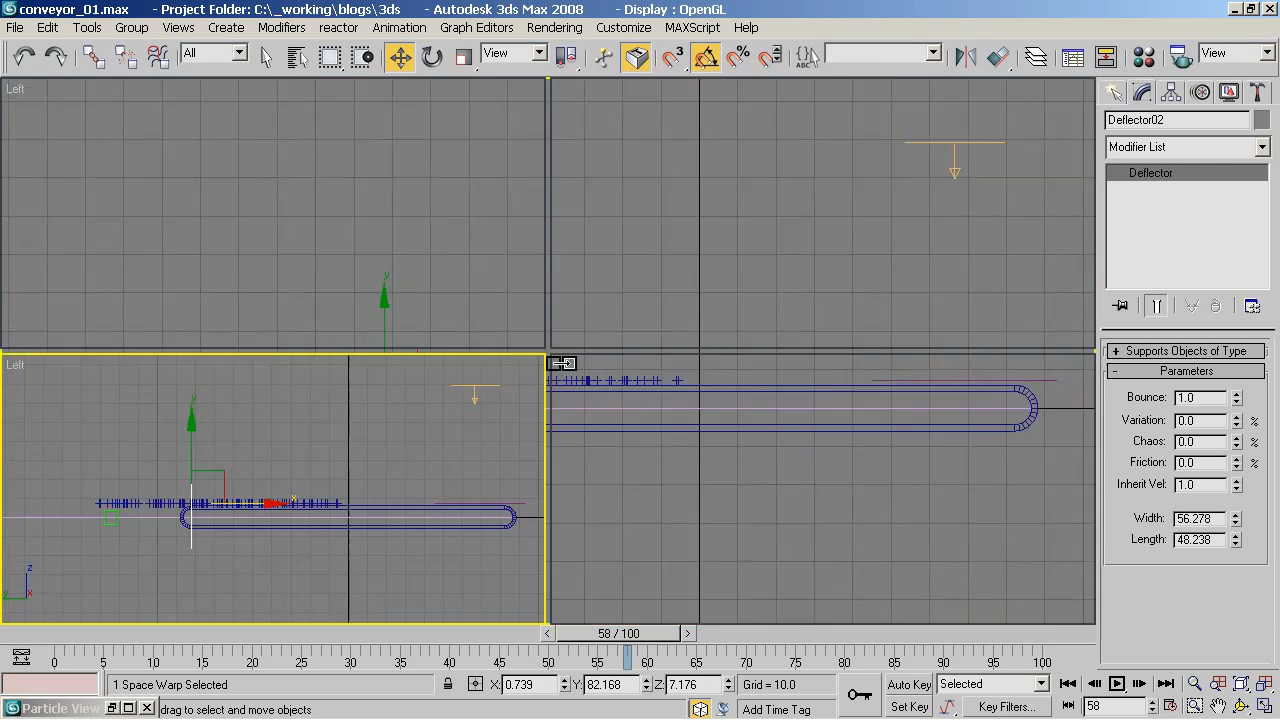 conveyor_01.max - Project Folder: C:\_working\blogs\3ds - Autodesk 3ds Max 2008 - Display : OpenGL
File Edit Tools Group Views Create Modifiers reactor Animation Graph Editors Rendering Customize MAXScript Help
All View 3 % ABC View
Left
y
Deflector02
Modifier List
Deflector
Supports Objects of Type
Parameters
Bounce: 1.0
Variation: 0.0 %
Chaos: 0.0 %
Friction: 0.0 %
Inherit Vel: 1.0
Width: 56.278
Length: 48.238
Left
y
x
z
y x
< 58 / 100 >
0 5 10 15 20 25 30 35 40 45 50 55 60 65 70 75 80 85 90 95 100
1 Space Warp Selected X: 0.739 Y: 82.168 Z: 7.176 Grid = 10.0 Auto Key Selected
Particle View drag to select and move objects Add Time Tag Set Key Key Filters... 58